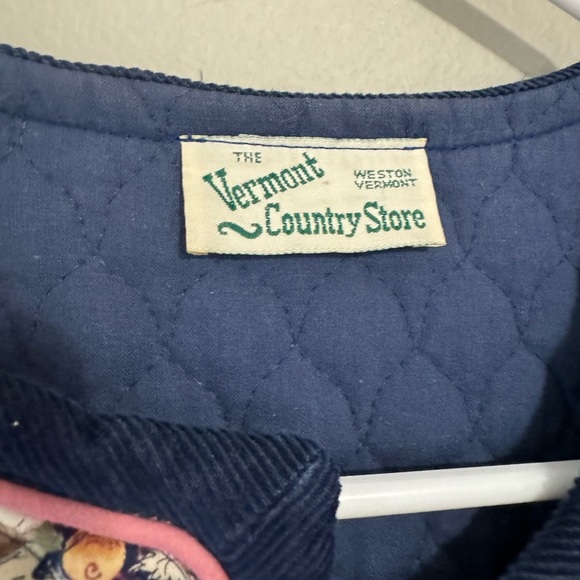 THE
Vermont
Country Store
WESTON
VERMONT